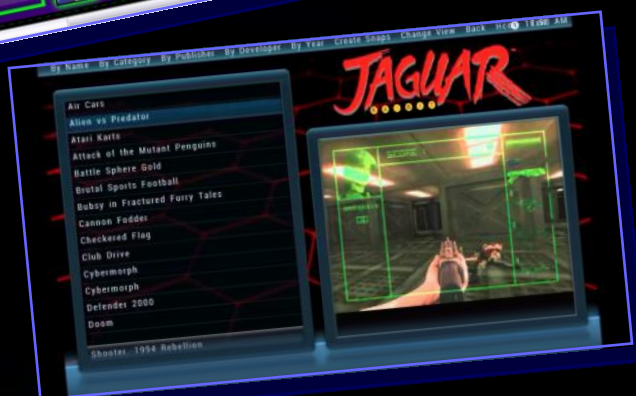 By Name By Category By Publisher By Developer By Year Create Snaps Change View Back AM
JAGUAR
Air Cars
Alien vs Predator
Atari Karts
Attack of the Mutant Penguins
Battle Sphere Gold
Brutal Sports Football
Bubsy in Fractured Furry Tales
Cannon Fodder
Checkered Flag
Club Drive
Cybermorph
Cybermorph
Defender 2000
Doom
Shooter 1994 Rebellion
SCORE